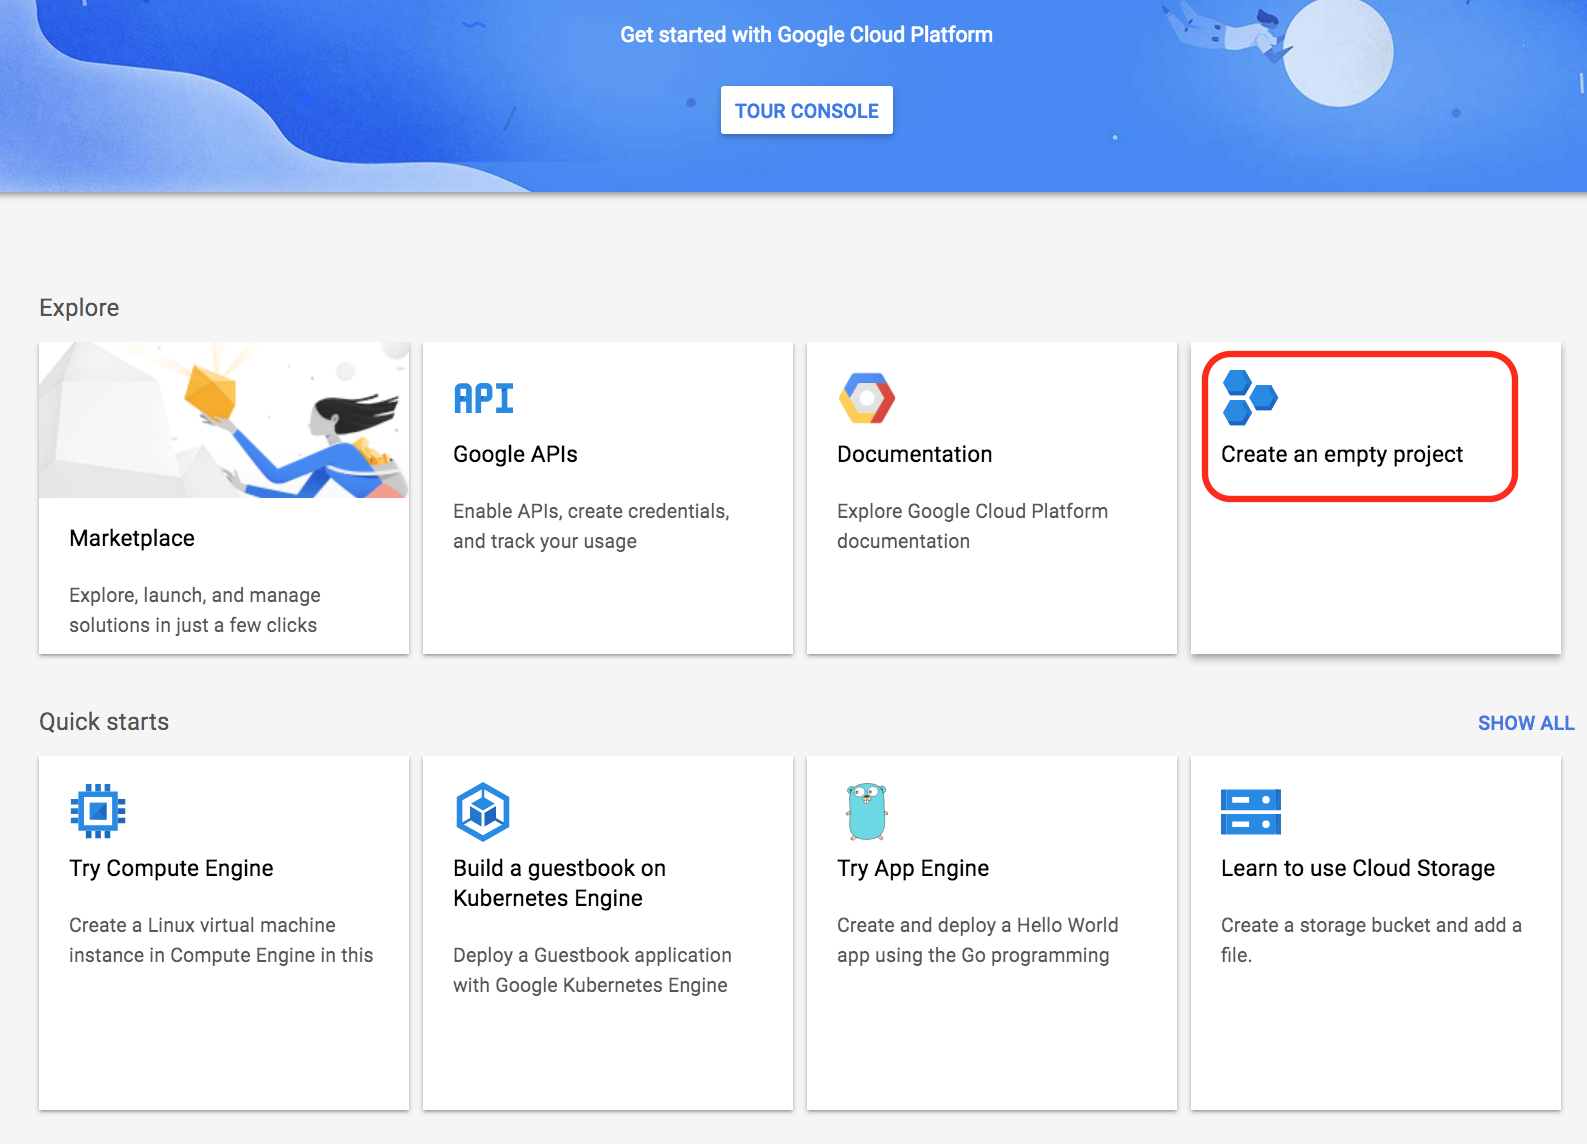 Get started with Google Cloud Platform
TOUR CONSOLE
Explore
Marketplace
Explore, launch, and manage
solutions in just a few clicks
API
Google APIs
Enable APIs, create credentials,
and track your usage
Documentation
Explore Google Cloud Platform
documentation
Create an empty project
Quick starts
SHOW ALL
Try Compute Engine
Create a Linux virtual machine
instance in Compute Engine in this
Build a guestbook on
Kubernetes Engine
Deploy a Guestbook application
with Google Kubernetes Engine
Try App Engine
Create and deploy a Hello World
app using the Go programming
Learn to use Cloud Storage
Create a storage bucket and add a
file.